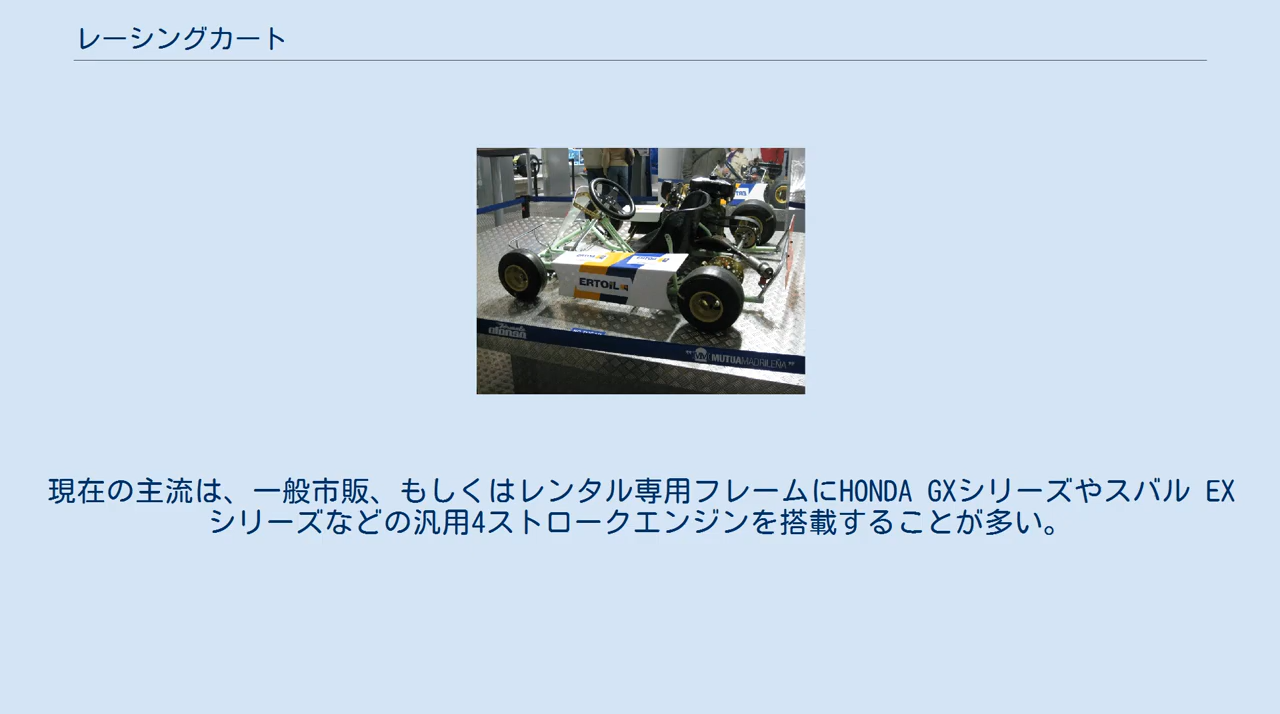 レーシングカート
ERTOIL
MUTUAMADRILEÑA
現在の主流は、一般市販、もしくはレンタル専用フレームにHONDA GXシリーズやスバル EX
シリーズなどの汎用4ストロークエンジンを搭載することが多い。